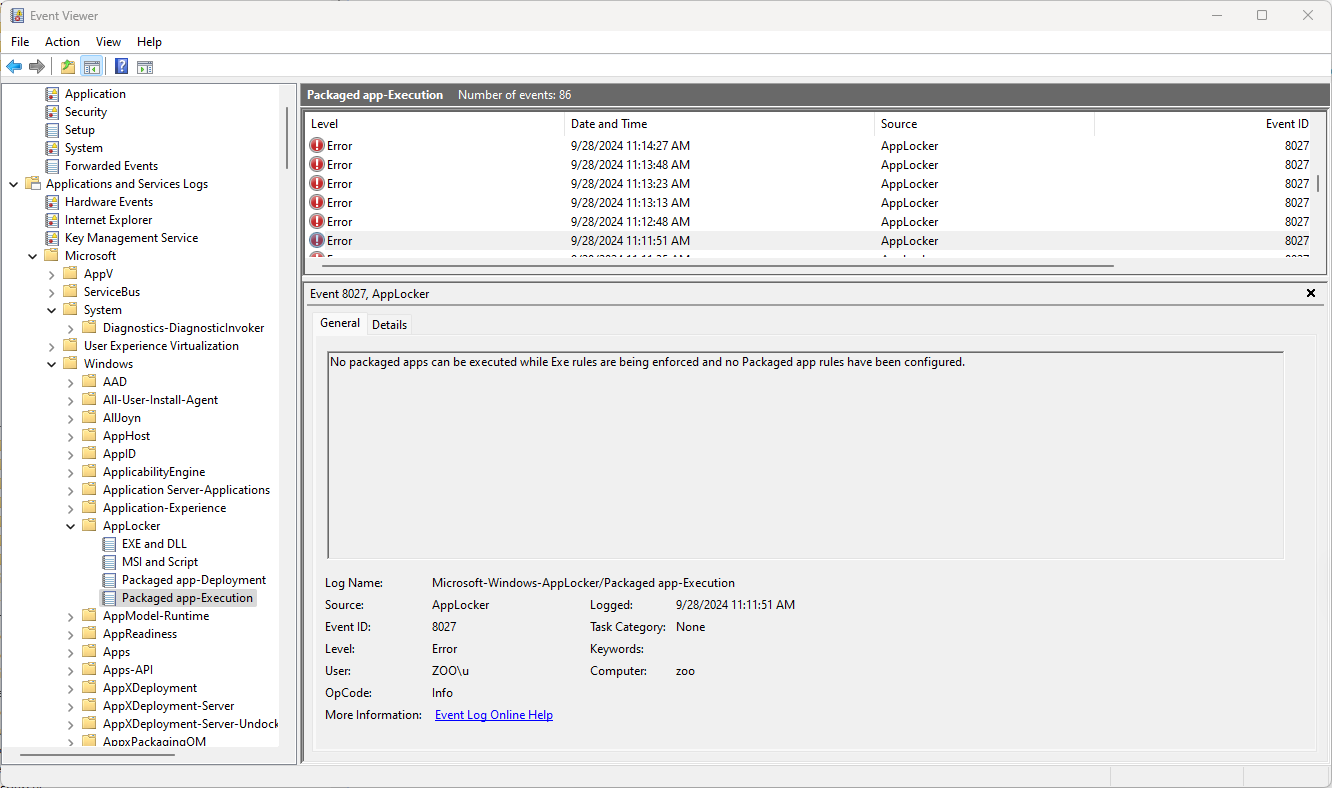 Event Viewer
File Action View Help
Application
Security
Setup
System
Forwarded Events
Applications and Services Logs
Hardware Events
Internet Explorer
Key Management Service
Microsoft
AppV
ServiceBus
System
Diagnostics-DiagnosticInvoker
User Experience Virtualization
Windows
AAD
All-User-Install-Agent
AllJoyn
AppHost
AppID
ApplicabilityEngine
Application Server-Applications
Application-Experience
AppLocker
EXE and DLL
MSI and Script
Packaged app-Deployment
Packaged app-Execution
AppModel-Runtime
AppReadiness
Apps
Apps-API
AppXDeployment
AppXDeployment-Server
AppXDeployment-Server-Undock
AppxPackagingOM
Packaged app-Execution Number of events: 86
Level Date and Time Source Event ID
Error 9/28/2024 11:14:27 AM AppLocker 8027
Error 9/28/2024 11:13:48 AM AppLocker 8027
Error 9/28/2024 11:13:23 AM AppLocker 8027
Error 9/28/2024 11:13:13 AM AppLocker 8027
Error 9/28/2024 11:12:48 AM AppLocker 8027
Error 9/28/2024 11:11:51 AM AppLocker 8027
Event 8027, AppLocker
General Details
No packaged apps can be executed while Exe rules are being enforced and no Packaged app rules have been configured.
Log Name: Microsoft-Windows-AppLocker/Packaged app-Execution
Source: AppLocker Logged: 9/28/2024 11:11:51 AM
Event ID: 8027 Task Category: None
Level: Error Keywords:
User: ZOO\u Computer: zoo
OpCode: Info
More Information: Event Log Online Help